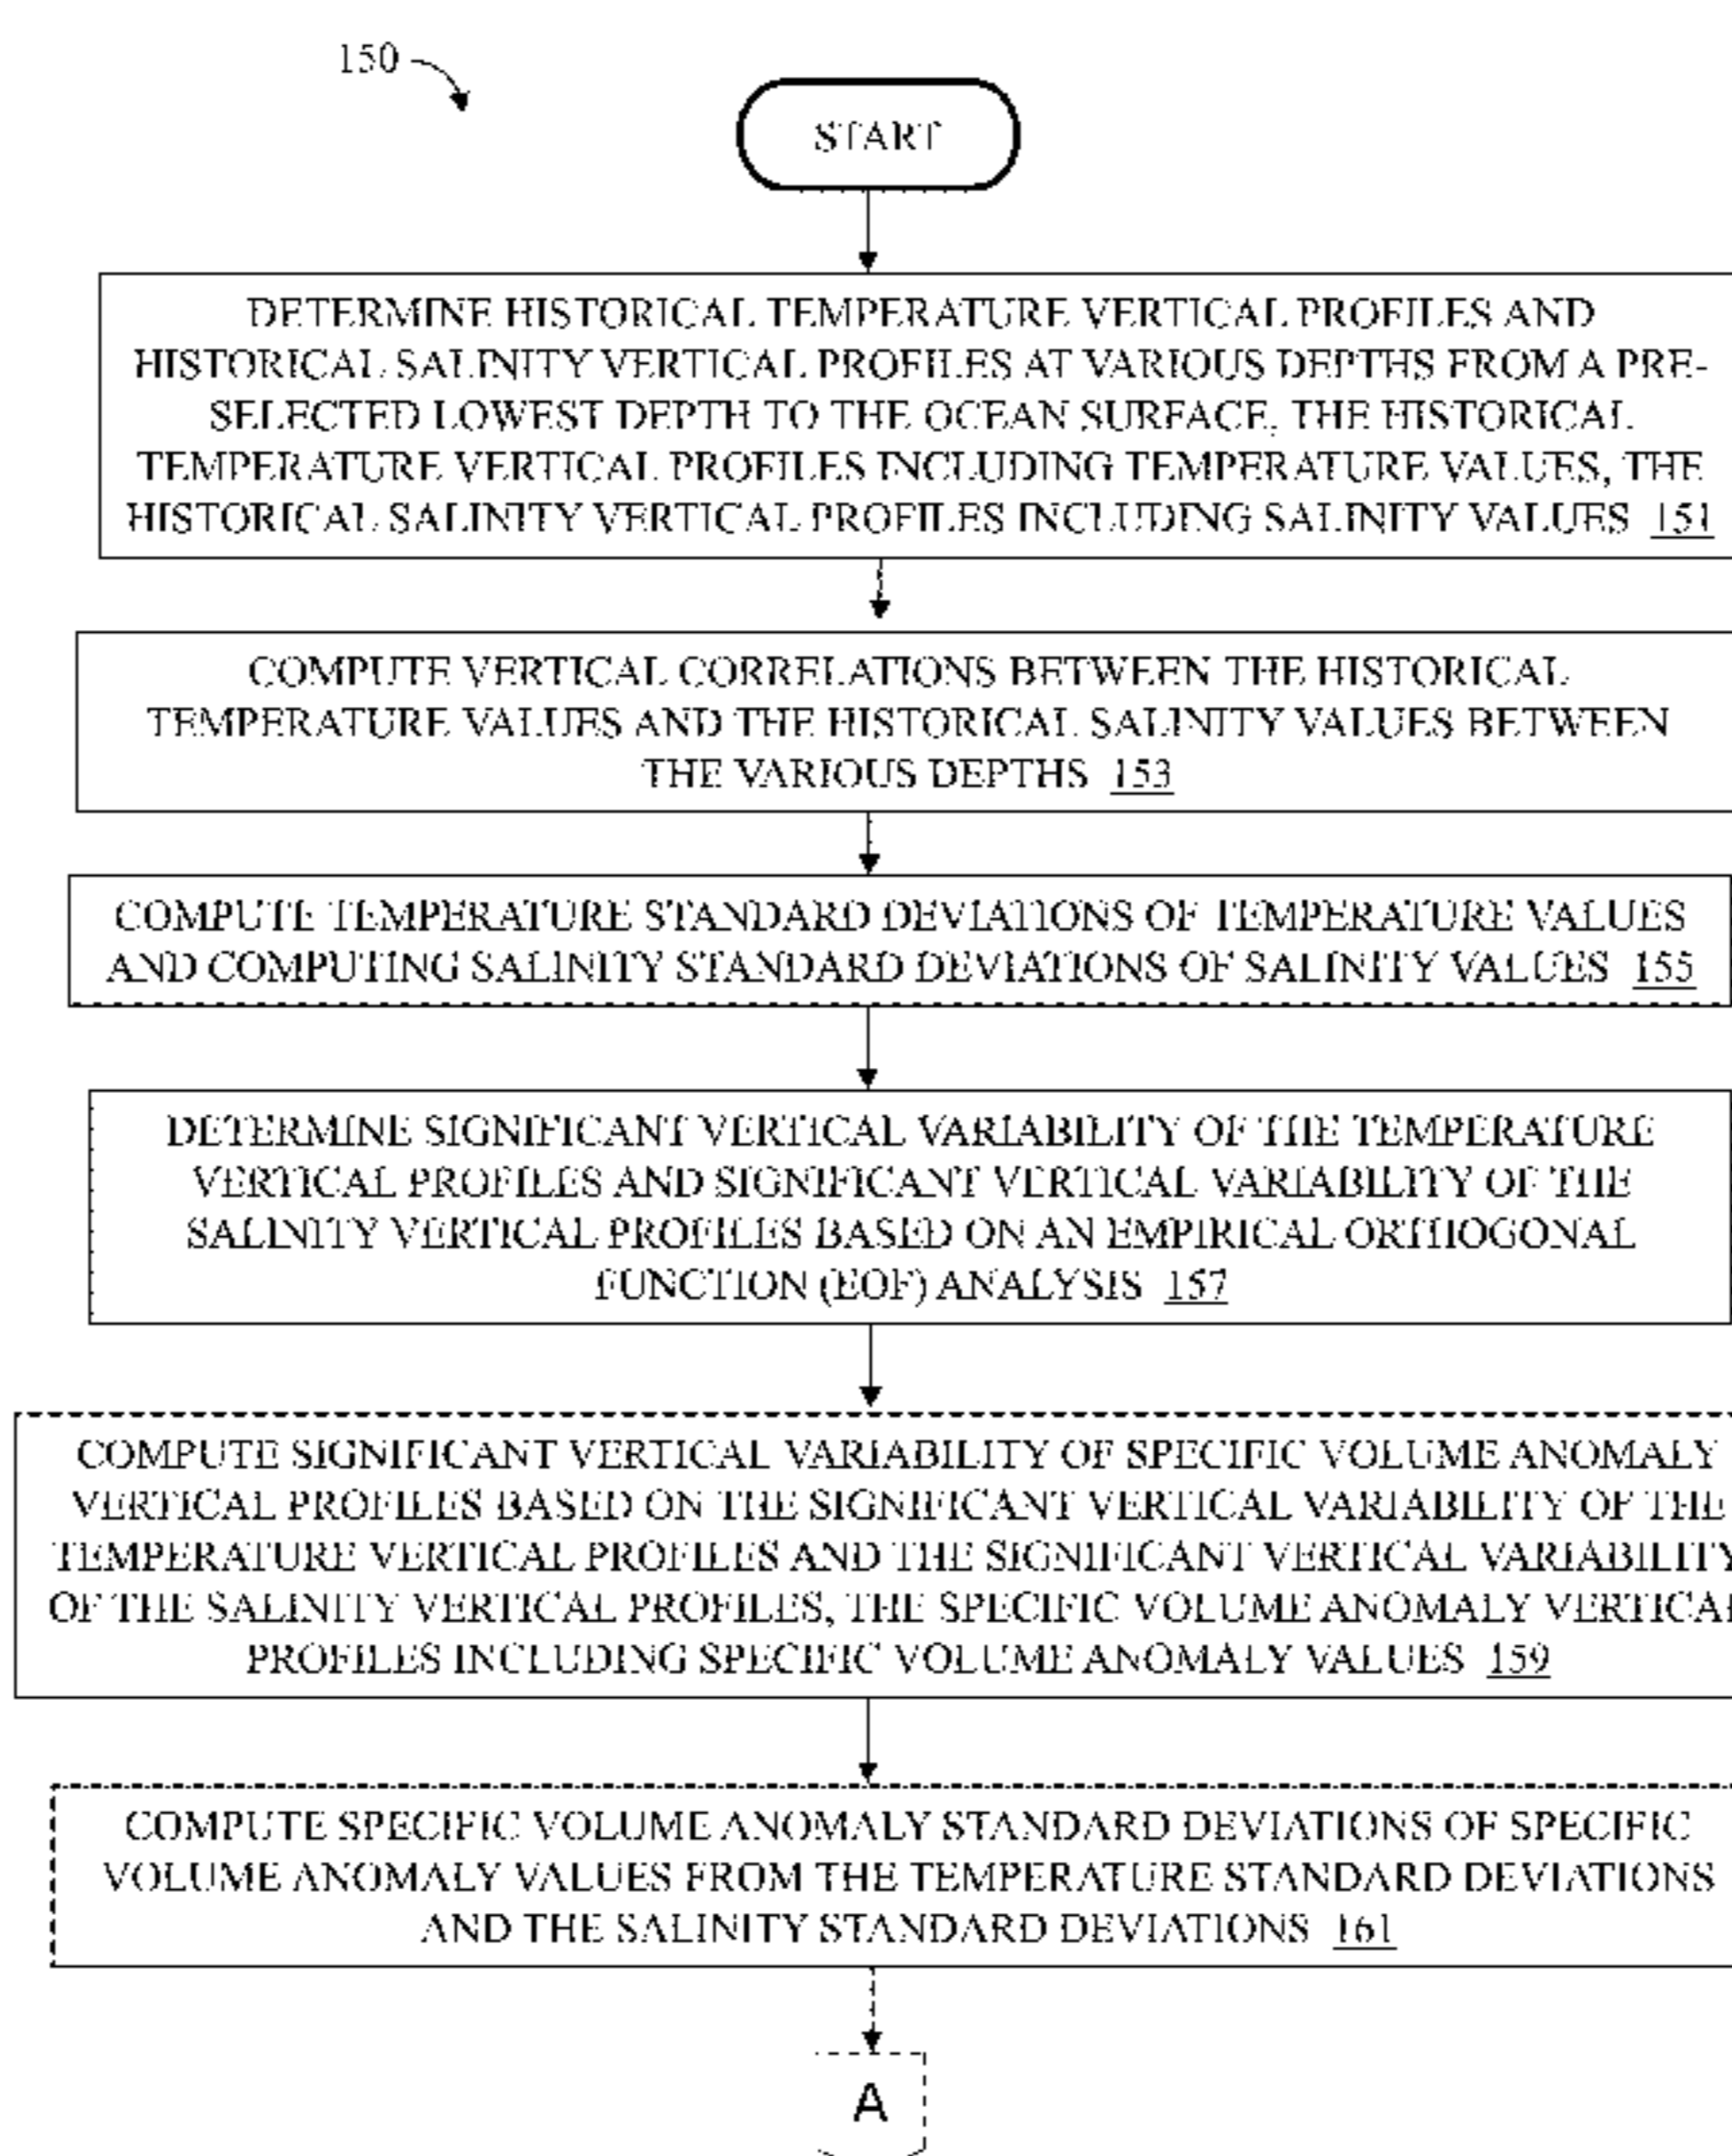 150
START
DETERMINE HISTORICAL TEMPERATURE VERTICAL PROFILES AND
HISTORICAL SALINITY VERTICAL PROFILES AT VARIOUS DEPTHS FROM A PRE-
SELECTED LOWEST DEPTH TO THE OCEAN SURFACE, THE HISTORICAL
TEMPERATURE VERTICAL PROFILES INCLUDING TEMPERATURE VALUES, THE
HISTORICAL SALINITY VERTICAL PROFILES INCLUDING SALINITY VALUES 151
COMPUTE VERTICAL CORRELATIONS BETWEEN THE HISTORICAL
TEMPERATURE VALUES AND THE HISTORICAL SALINITY VALUES BETWEEN
THE VARIOUS DEPTHS 153
COMPUTE TEMPERATURE STANDARD DEVIATIONS OF TEMPERATURE VALUES
AND COMPUTING SALINITY STANDARD DEVIATIONS OF SALINITY VALUES 155
DETERMINE SIGNIFICANT VERTICAL VARIABILITY OF THE TEMPERATURE
VERTICAL PROFILES AND SIGNIFICANT VERTICAL VARIABILITY OF THE
SALINITY VERTICAL PROFILES BASED ON AN EMPIRICAL ORTHOGONAL
FUNCTION (EOF) ANALYSIS 157
COMPUTE SIGNIFICANT VERTICAL VARIABILITY OF SPECIFIC VOLUME ANOMALY
VERTICAL PROFILES BASED ON THE SIGNIFICANT VERTICAL VARIABILITY OF THE
TEMPERATURE VERTICAL PROFILES AND THE SIGNIFICANT VERTICAL VARIABILITY
OF THE SALINITY VERTICAL PROFILES, THE SPECIFIC VOLUME ANOMALY VERTICAL
PROFILES INCLUDING SPECIFIC VOLUME ANOMALY VALUES 159
COMPUTE SPECIFIC VOLUME ANOMALY STANDARD DEVIATIONS OF SPECIFIC
VOLUME ANOMALY VALUES FROM THE TEMPERATURE STANDARD DEVIATIONS
AND THE SALINITY STANDARD DEVIATIONS 161
A